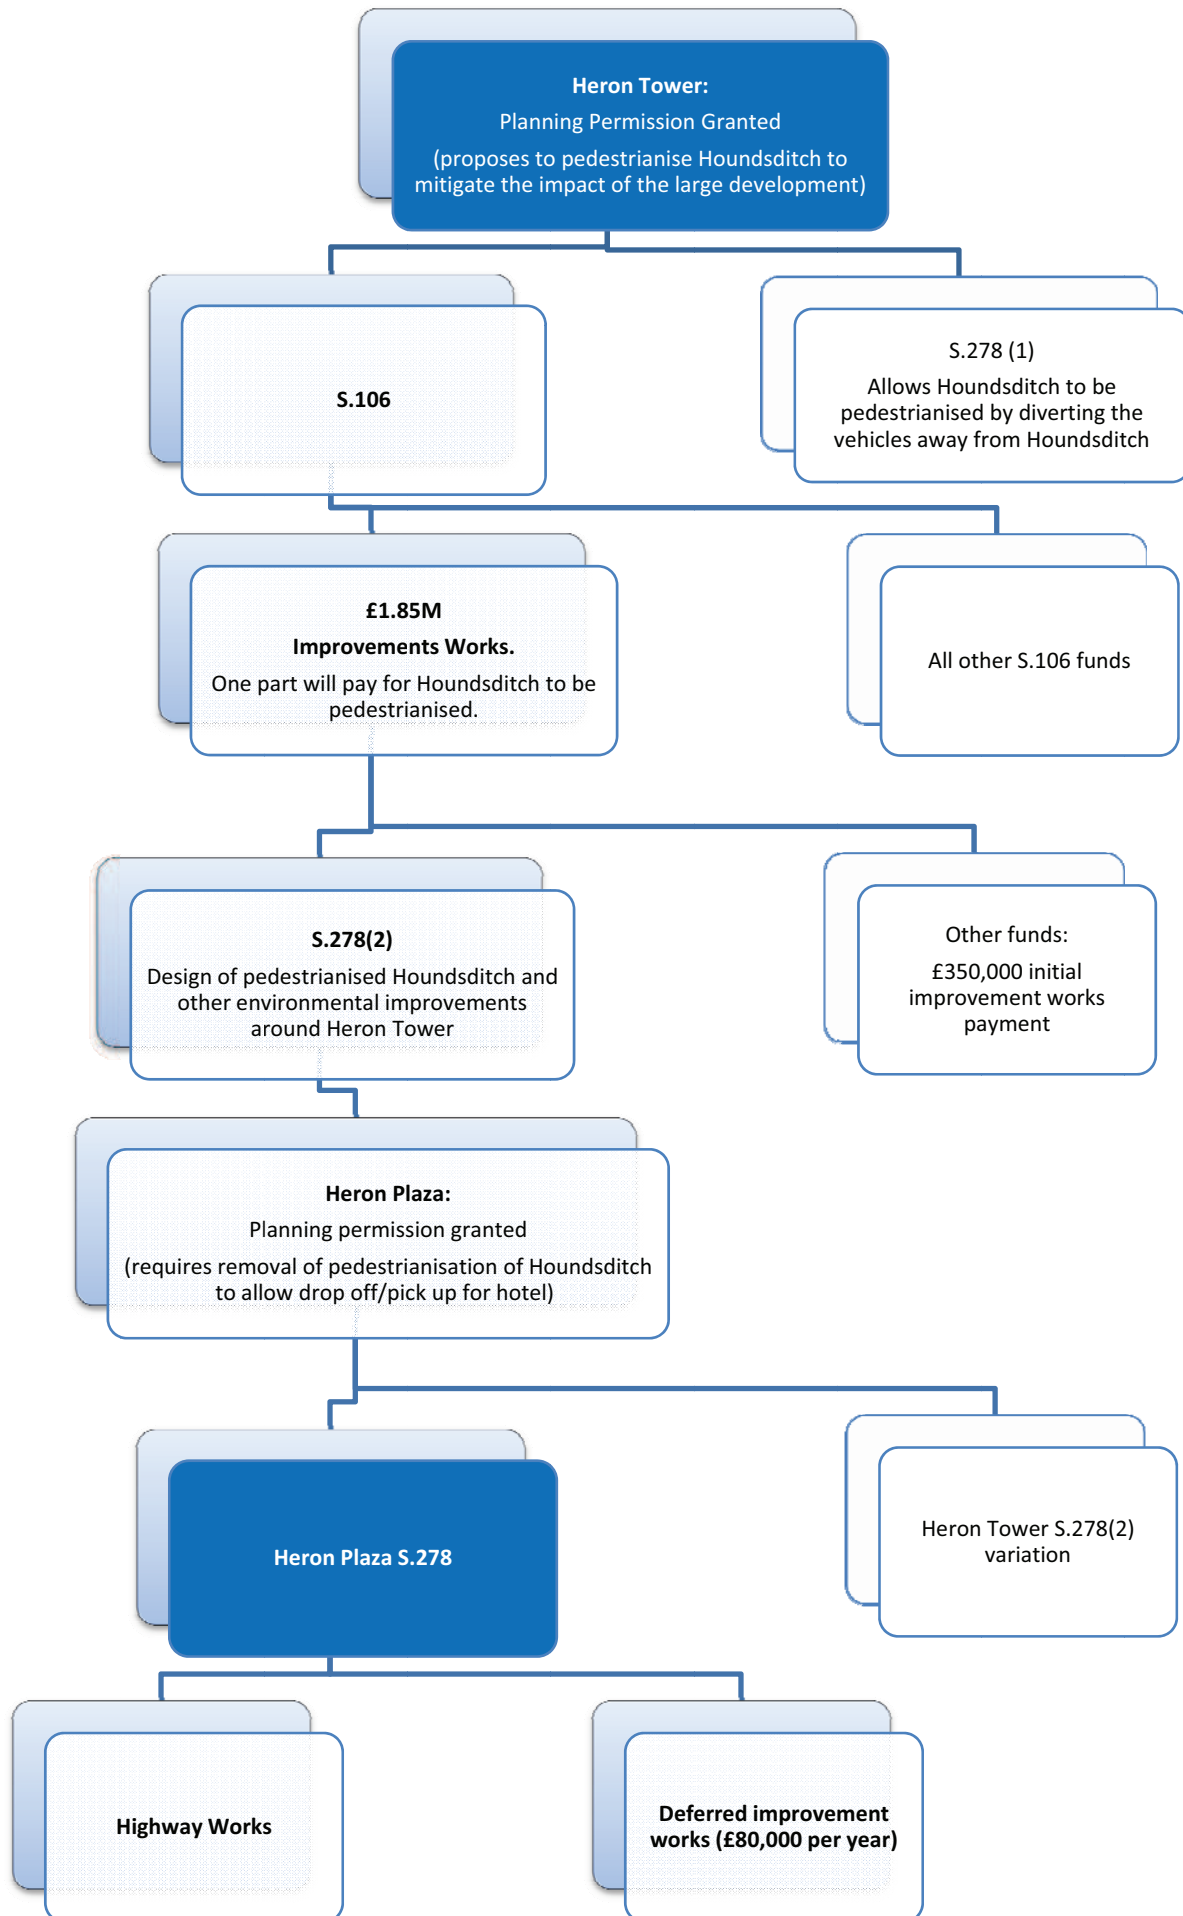 Heron Tower:
Planning Permission Granted
(proposes to pedestrianise Houndsditch to
mitigate the impact of the large development)
S.106
S.278 (1)
Allows Houndsditch to be
pedestrianised by diverting the
vehicles away from Houndsditch
£1.85M
Improvements Works.
One part will pay for Houndsditch to be
pedestrianised.
All other S.106 funds
S.278(2)
Design of pedestrianised Houndsditch and
other environmental improvements
around Heron Tower
Other funds:
£350,000 initial
improvement works
payment
Heron Plaza:
Planning permission granted
(requires removal of pedestrianisation of Houndsditch
to allow drop off/pick up for hotel)
Heron Plaza S.278
Heron Tower S.278(2)
variation
Highway Works
Deferred improvement
works (£80,000 per year)